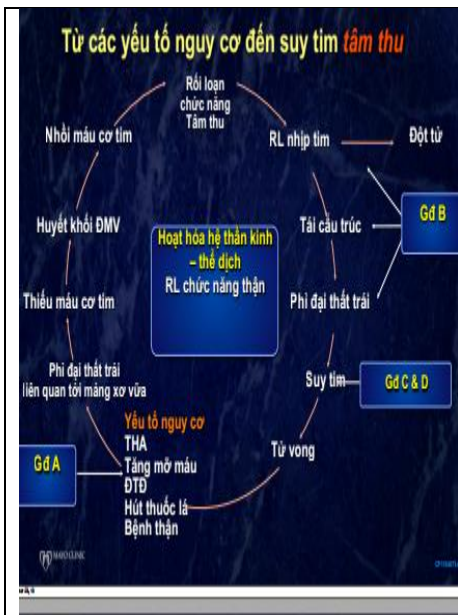 Từ các yếu tố nguy cơ đến suy tim tâm thu
Rối loạn
chức năng
Tâm thu
Nhồi máu cơ tim
RL nhịp tim
Đột tử
Huyết khối ĐMV
Hoạt hóa hệ thần kinh
– thể dịch
RL chức năng thận
Tái cấu trúc
Gđ B
Thiếu máu cơ tim
Phì đại thất trái
Phì đại thất trái
liên quan tới mảng xơ vữa
Suy tim
Gđ C & D
Yếu tố nguy cơ
THA
Tăng mỡ máu
ĐTĐ
Hút thuốc lá
Bệnh thận
Tử vong
Gđ A
MAYO CLINIC